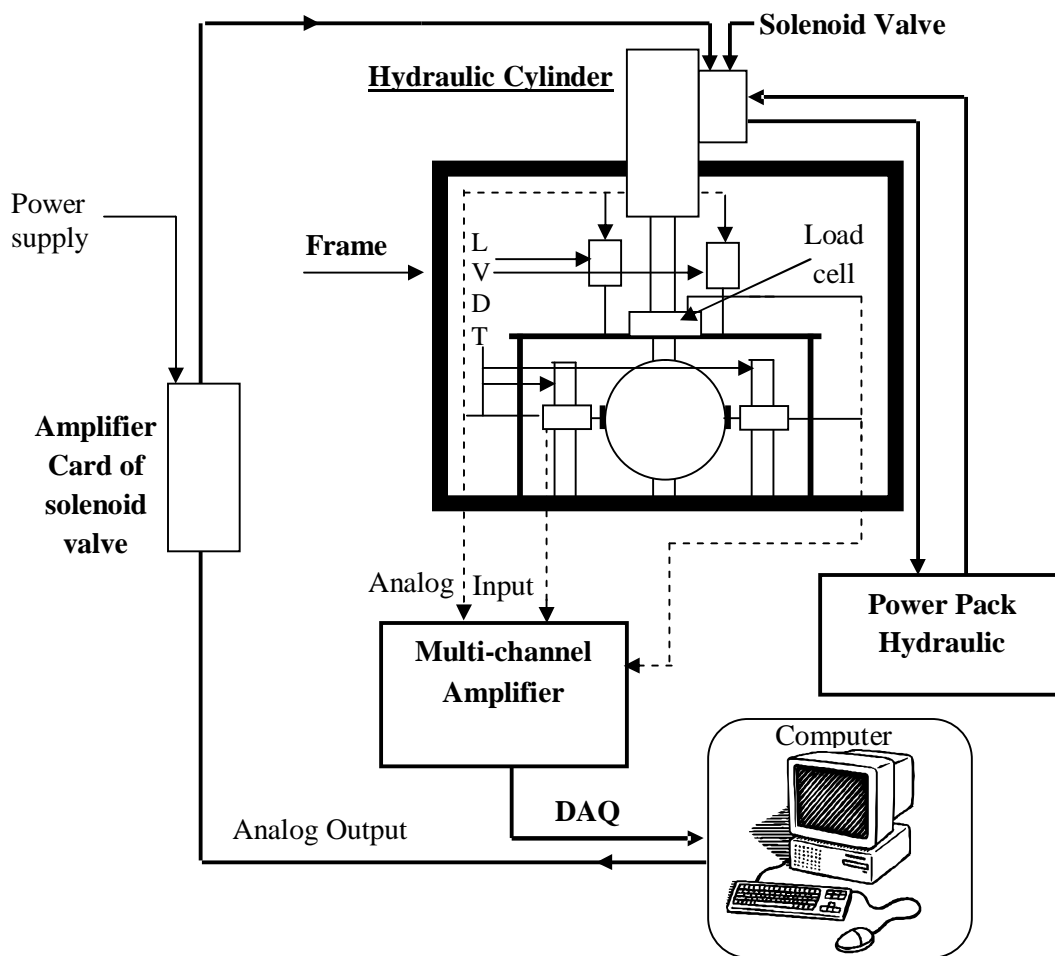 Solenoid Valve
Hydraulic Cylinder
Power
supply
Frame
L
V
D
T
Load
cell
Amplifier
Card of
solenoid
valve
Analog Input
Multi-channel
Amplifier
Power Pack
Hydraulic
Computer
DAQ
Analog Output